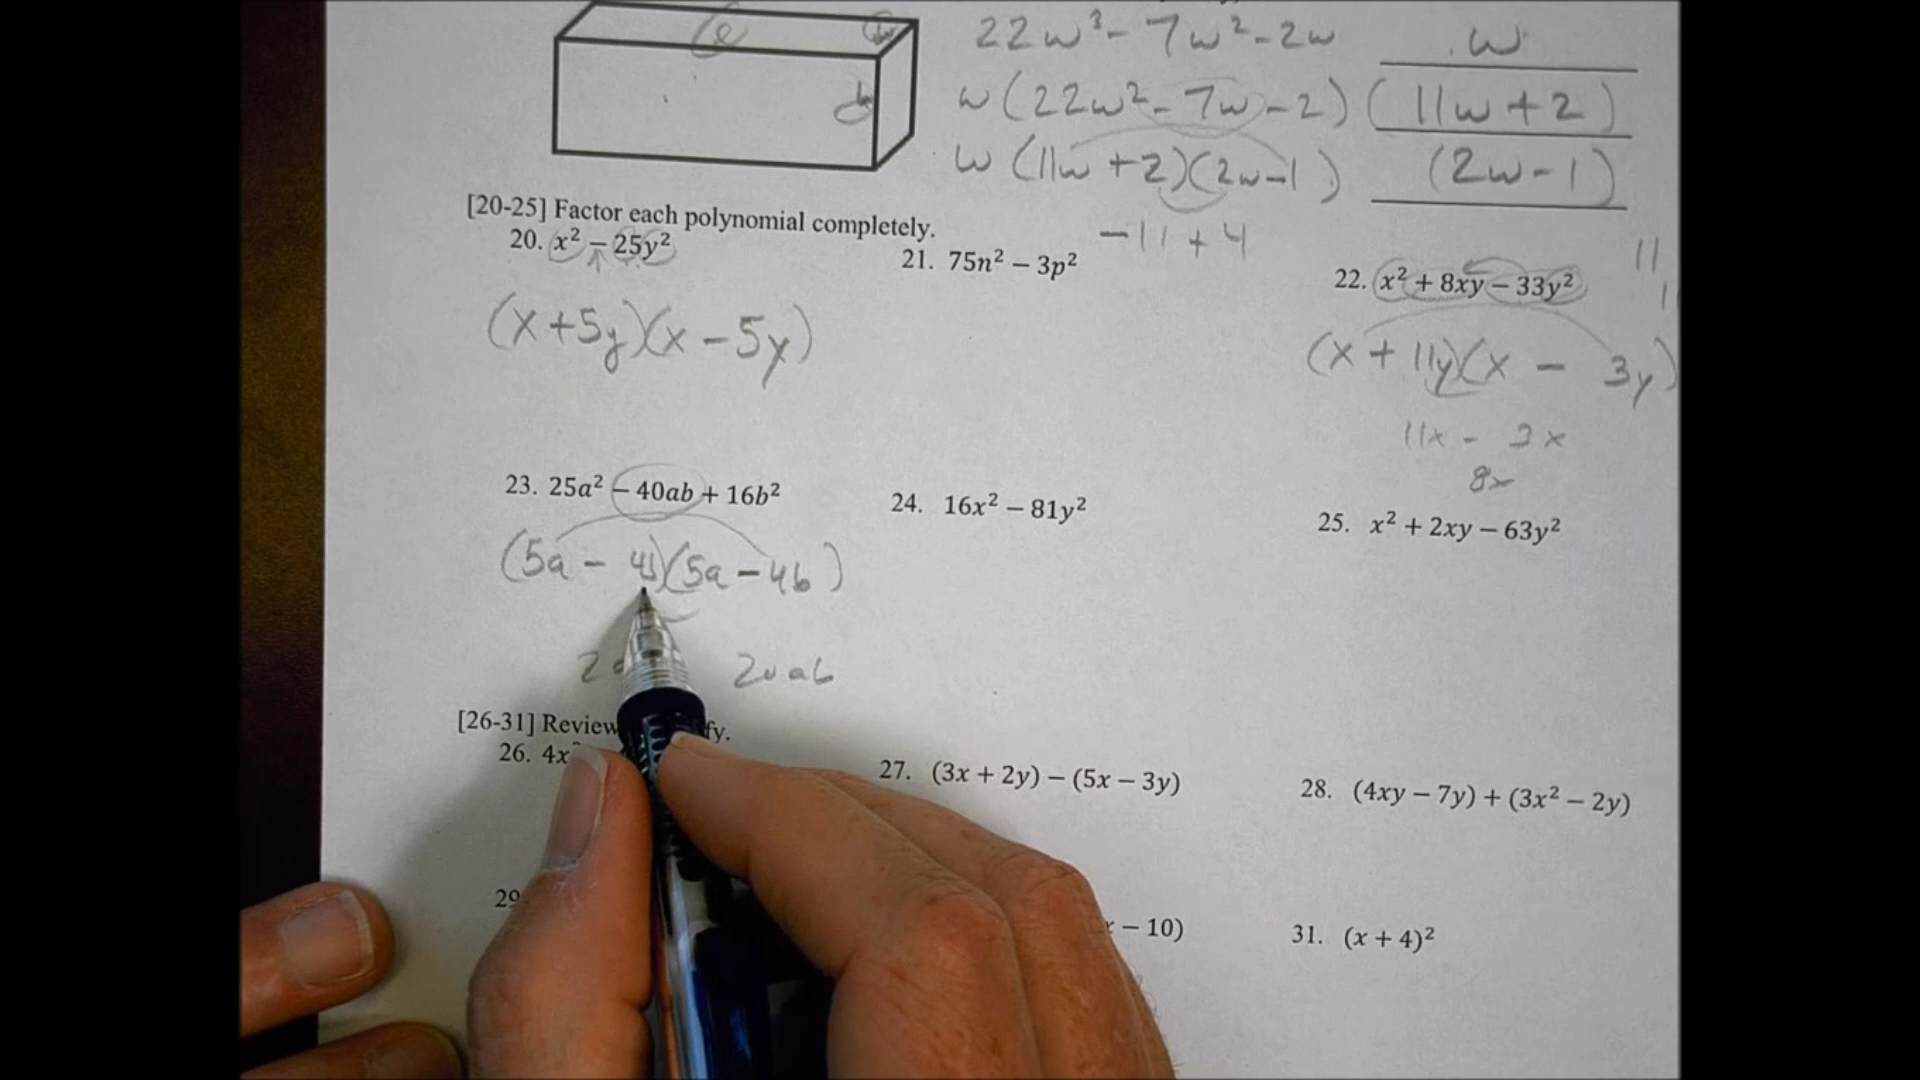 l w
h
22w³ - 7w² - 2w
w
w (22w² - 7w - 2)
( 11w + 2 )
w (11w + 2)(2w - 1 )
(2w - 1 )
- 11 + 4
[20-25] Factor each polynomial completely.
20. x² − 25y²
21. 75n² − 3p²
22. x² + 8xy − 33y²
11
1
(x + 5y)(x - 5y)
(x + 11y)(x - 3y)
11x - 3x
8x
23. 25a² − 40ab + 16b²
24. 16x² − 81y²
25. x² + 2xy − 63y²
(5a - 4b)(5a - 4b )
20ab
[26-31] Review
26. 4x
27. (3x + 2y) − (5x − 3y)
28. (4xy − 7y) + (3x² − 2y)
29
− 10)
31. (x + 4)²